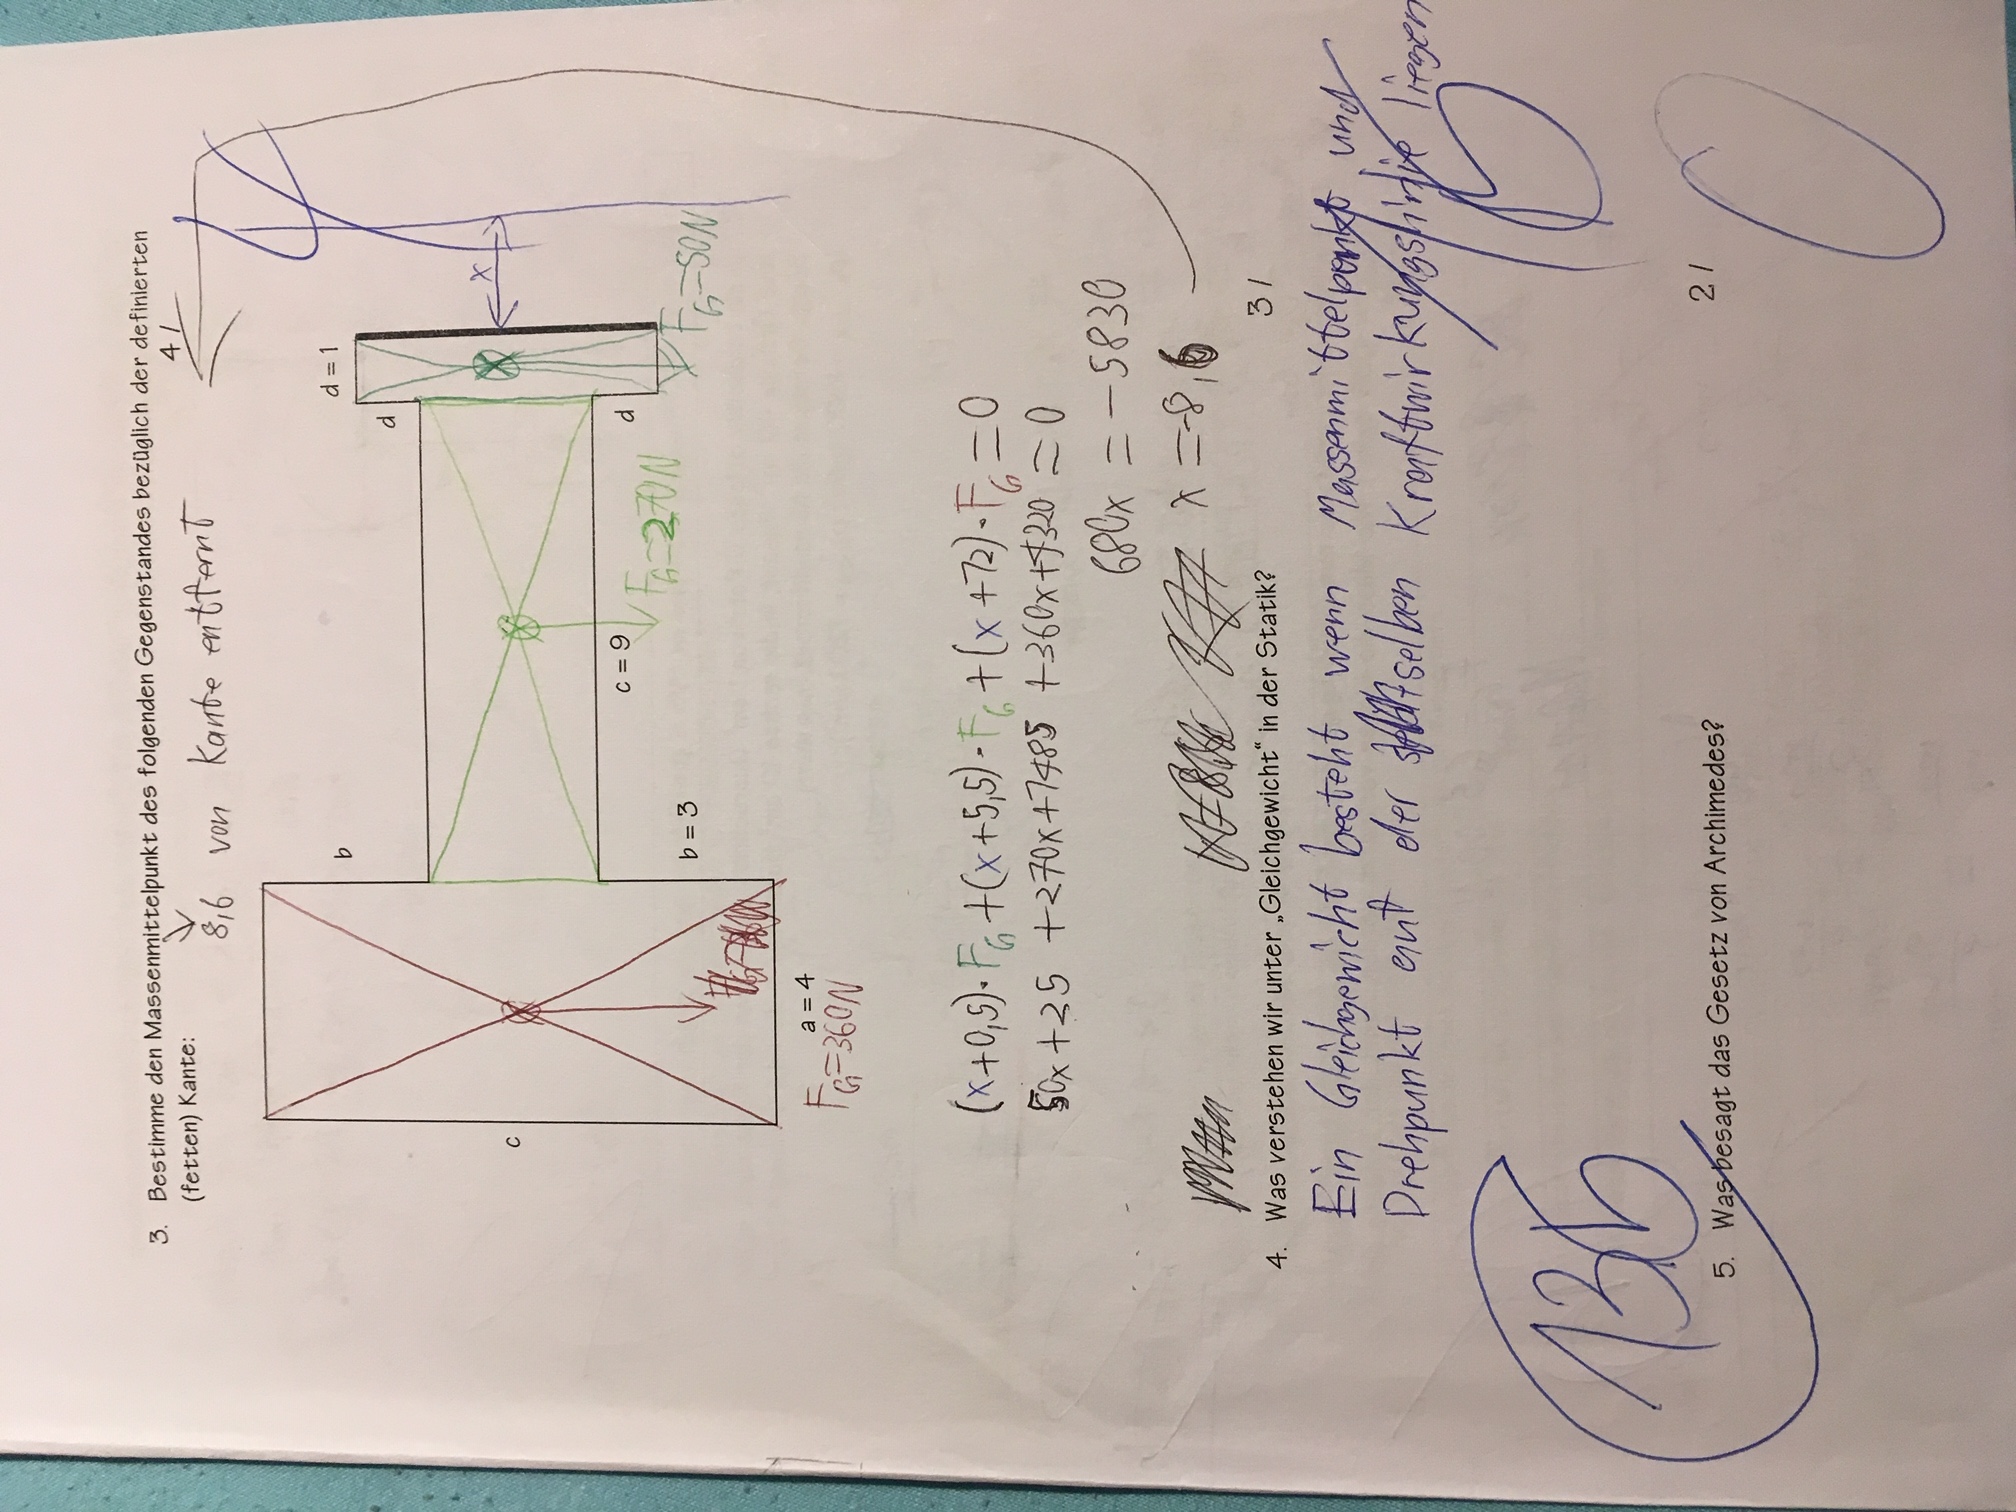 3. Bestimme den Massenmittelpunkt des folgenden Gegenstandes bezüglich der definierten
(fetten) Kante:
4 /
8,6 von Kante entfernt
4
d = 1
b
d
c
x
c = 9
d
F_G=270N
b = 3
F_G=50N
a = 4
F_G=360N
(x+0,5)·F_G+(x+5,5)·F_G+(x+12)·F_G=0
50x+25 +270x+1485 +360x+4320 =0
680x = -5830
x =-8,6
4. Was verstehen wir unter „Gleichgewicht“ in der Statik?
3 /
Ein Gleichgewicht besteht wenn Massenmittelpunkt und
Drehpunkt auf der selben Kraftwirkungslinie liegen
1,5
13,5
5. Was besagt das Gesetz von Archimedes?
2 /
0